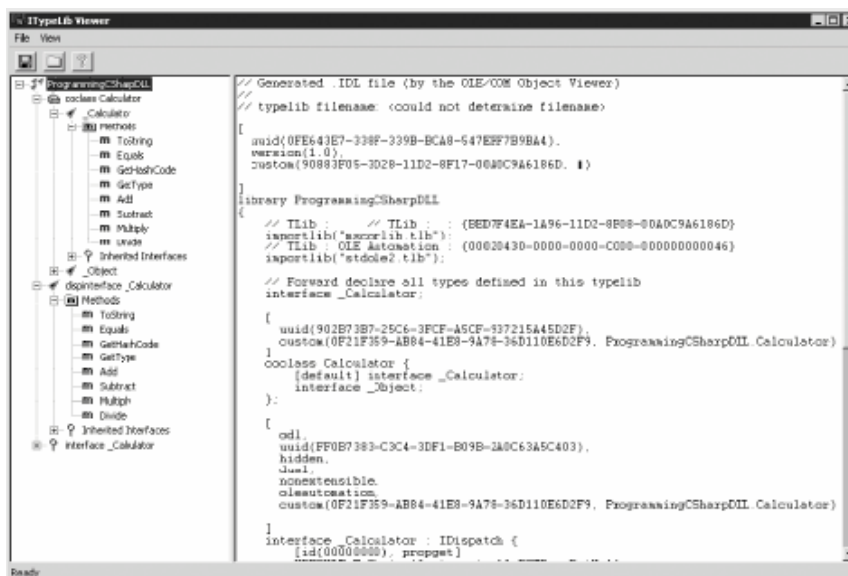 ITypeLib Viewer
File View
ProgrammingCSharpDLL
coclass Calculator
_Calculator
Methods
ToString
Equals
GetHashCode
GetType
Add
Subtract
Multiply
Divide
Inherited Interfaces
_Object
dispinterface _Calculator
Methods
ToString
Equals
GetHashCode
GetType
Add
Subtract
Multiply
Divide
Inherited Interfaces
interface _Calculator
// Generated .IDL file (by the OLE/COM Object Viewer)
//
// typelib filename: <could not determine filename>
[
uuid(0FE643E7-338F-339B-BCA8-547EFF7B9BA4),
version(1.0),
custom(90883F05-3D28-11D2-8F17-00A0C9A6186D, )
]
library ProgrammingCSharpDLL
{
// TLib : // TLib : : {BED7F4EA-1A96-11D2-8B08-00A0C9A6186D}
importlib("mscorlib.tlb");
// TLib : OLE Automation : {00020430-0000-0000-C000-000000000046}
importlib("stdole2.tlb");
// Forward declare all types defined in this typelib
interface _Calculator;
[
uuid(902B73B7-25C6-3FCF-A5CF-937215A45D2F),
custom(0F21F359-AB84-41E8-9A78-36D110E6D2F9, ProgrammingCSharpDLL.Calculator)
]
coclass Calculator {
[default] interface _Calculator;
interface _Object;
};
[
odl,
uuid(FF0B7383-C3C4-3DF1-B09B-2A0C63A5C403),
hidden,
dual,
nonextensible,
oleautomation,
custom(0F21F359-AB84-41E8-9A78-36D110E6D2F9, ProgrammingCSharpDLL.Calculator)
]
interface _Calculator : IDispatch {
[id(00000000), propget]
Ready